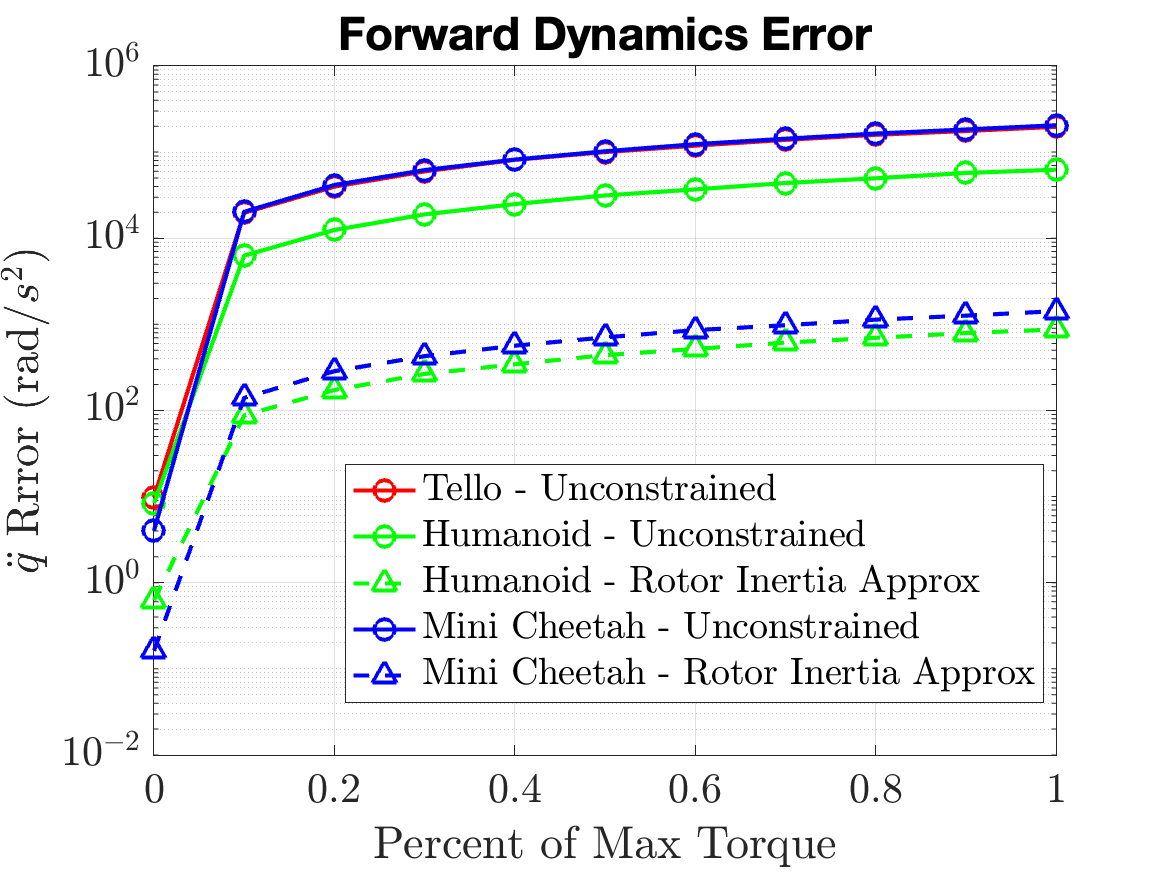 Forward Dynamics Error
10^6
10^4
10^2
10^0
10^−2
q̈ Rrror (rad/s^2)
Tello - Unconstrained
Humanoid - Unconstrained
Humanoid - Rotor Inertia Approx
Mini Cheetah - Unconstrained
Mini Cheetah - Rotor Inertia Approx
0 0.2 0.4 0.6 0.8 1
Percent of Max Torque